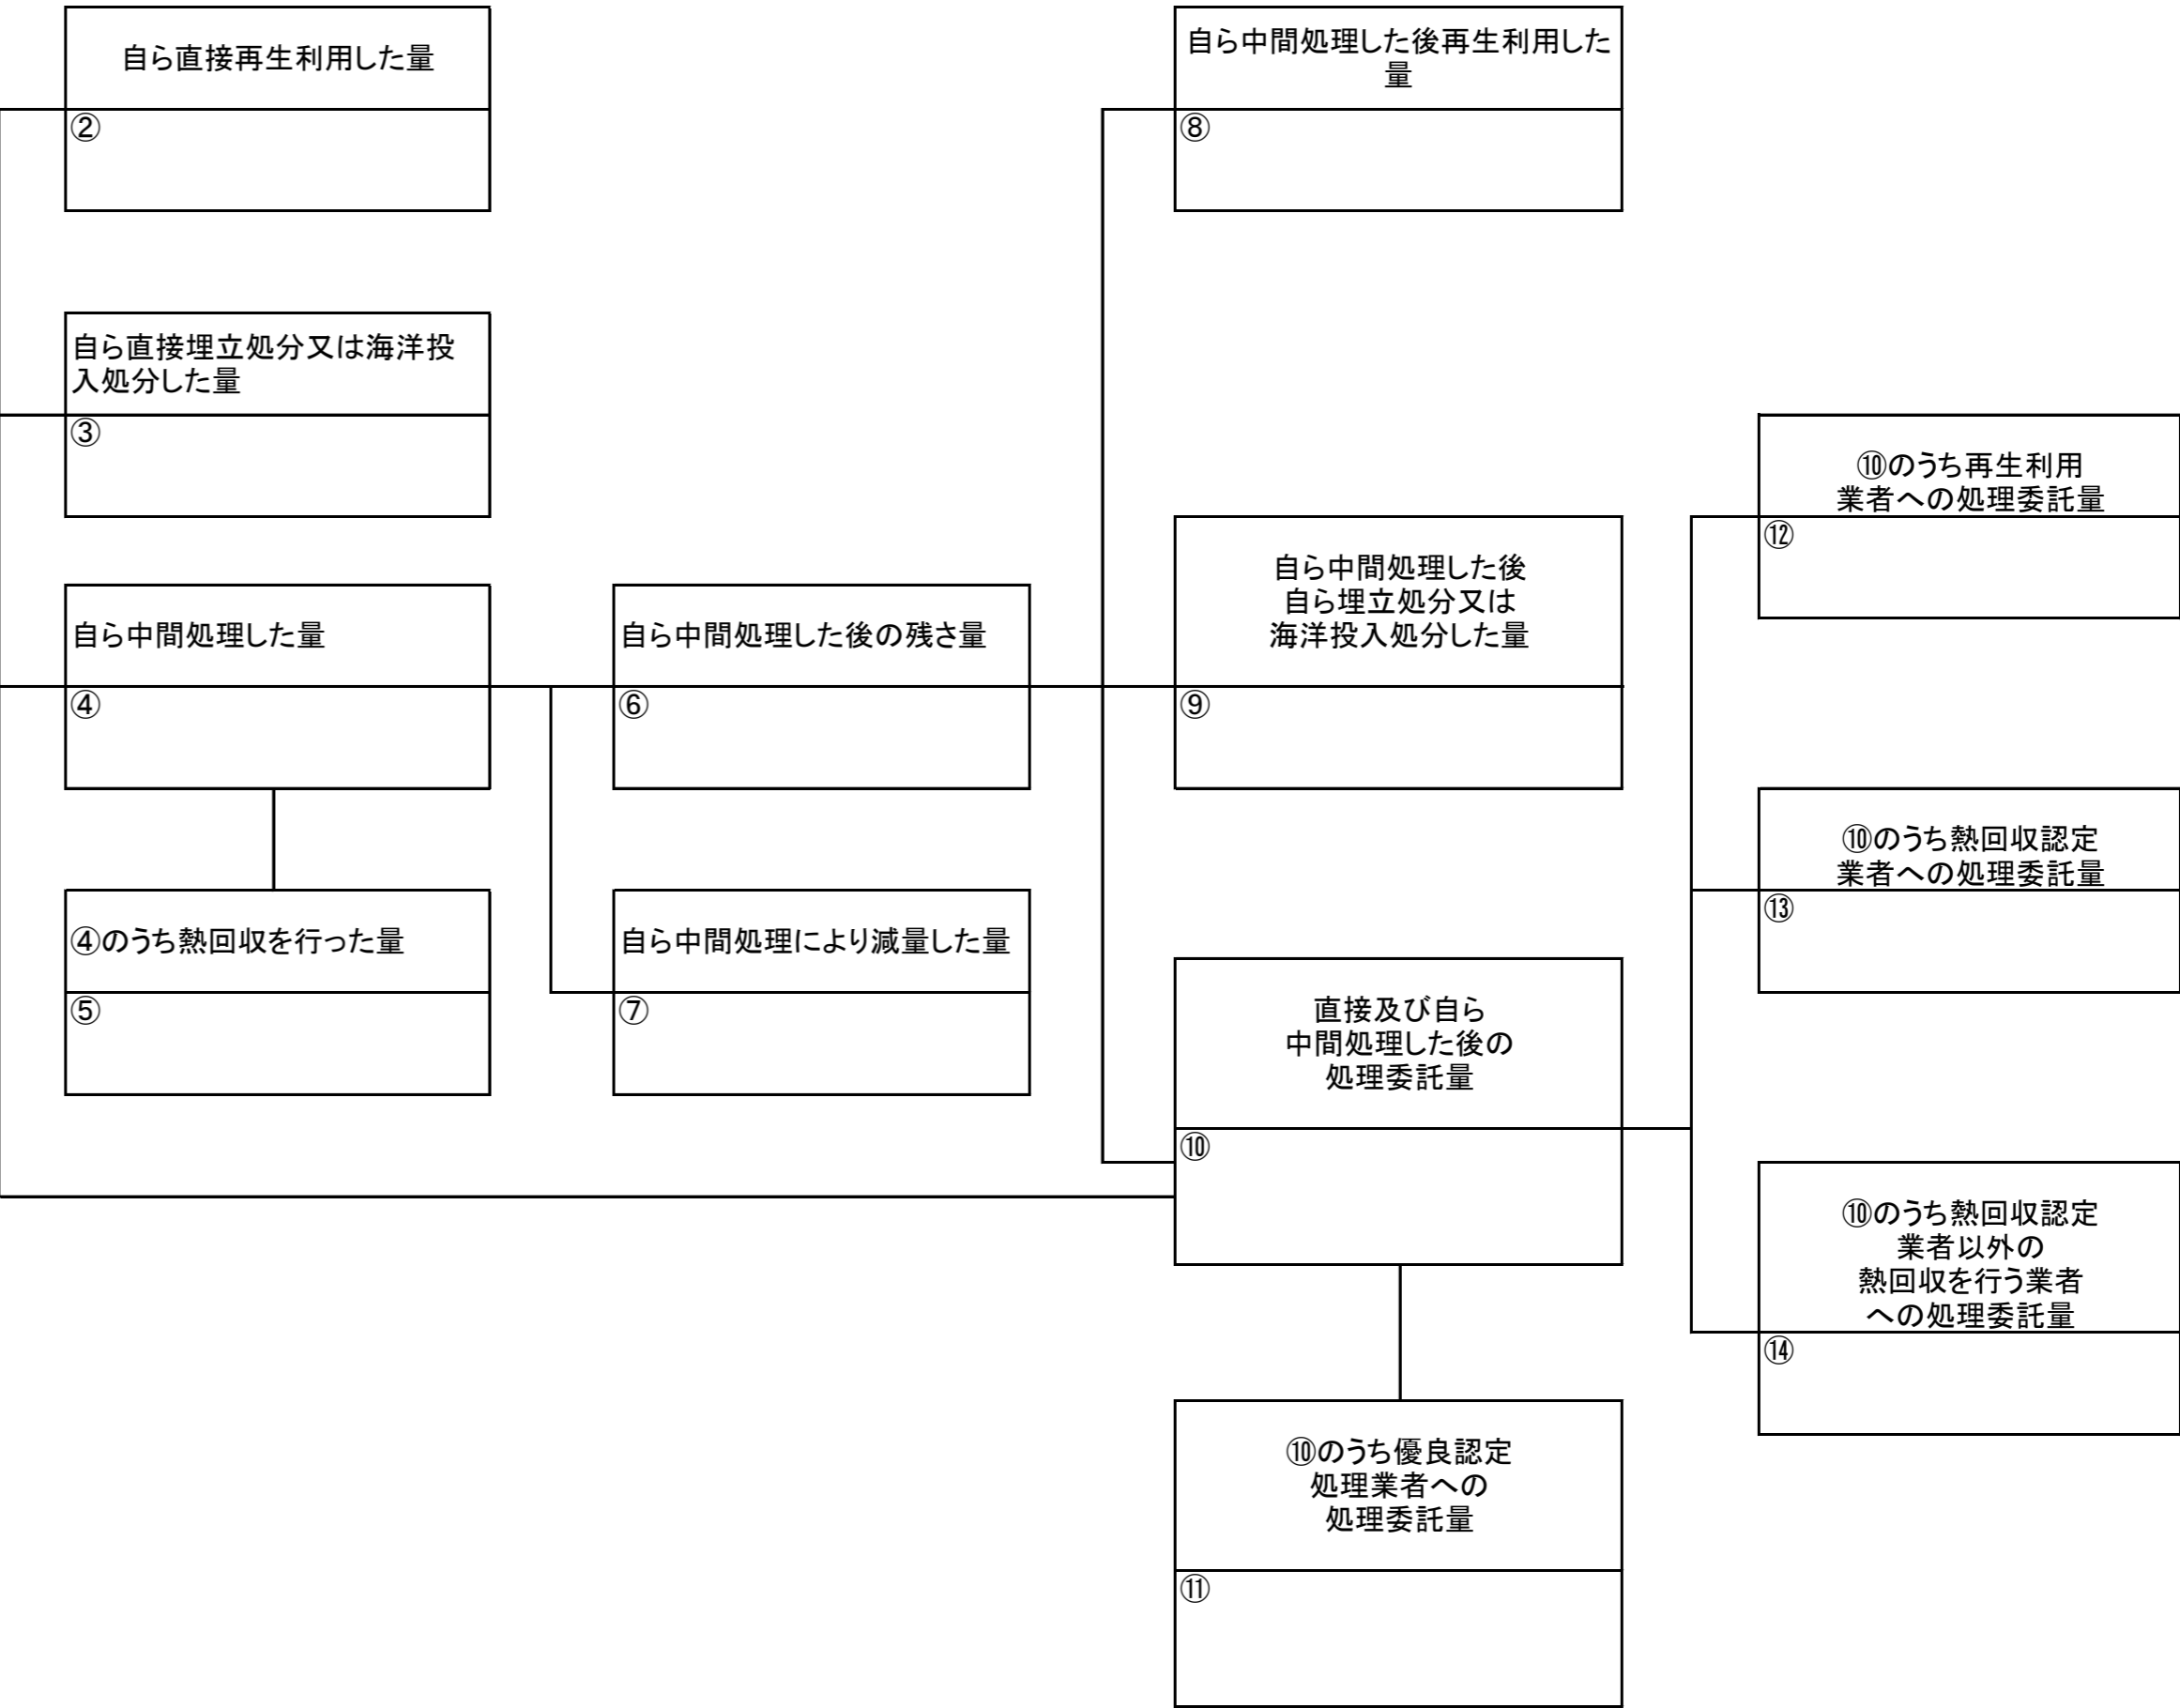 自ら直接再生利用した量
②
自ら中間処理した後再生利用した
量
⑧
自ら直接埋立処分又は海洋投
入処分した量
③
⑩のうち再生利用
業者への処理委託量
⑫
自ら中間処理した量
④
自ら中間処理した後の残さ量
⑥
自ら中間処理した後
自ら埋立処分又は
海洋投入処分した量
⑨
⑩のうち熱回収認定
業者への処理委託量
⑬
④のうち熱回収を行った量
⑤
自ら中間処理により減量した量
⑦
直接及び自ら
中間処理した後の
処理委託量
⑩
⑩のうち熱回収認定
業者以外の
熱回収を行う業者
への処理委託量
⑭
⑩のうち優良認定
処理業者への
処理委託量
⑪